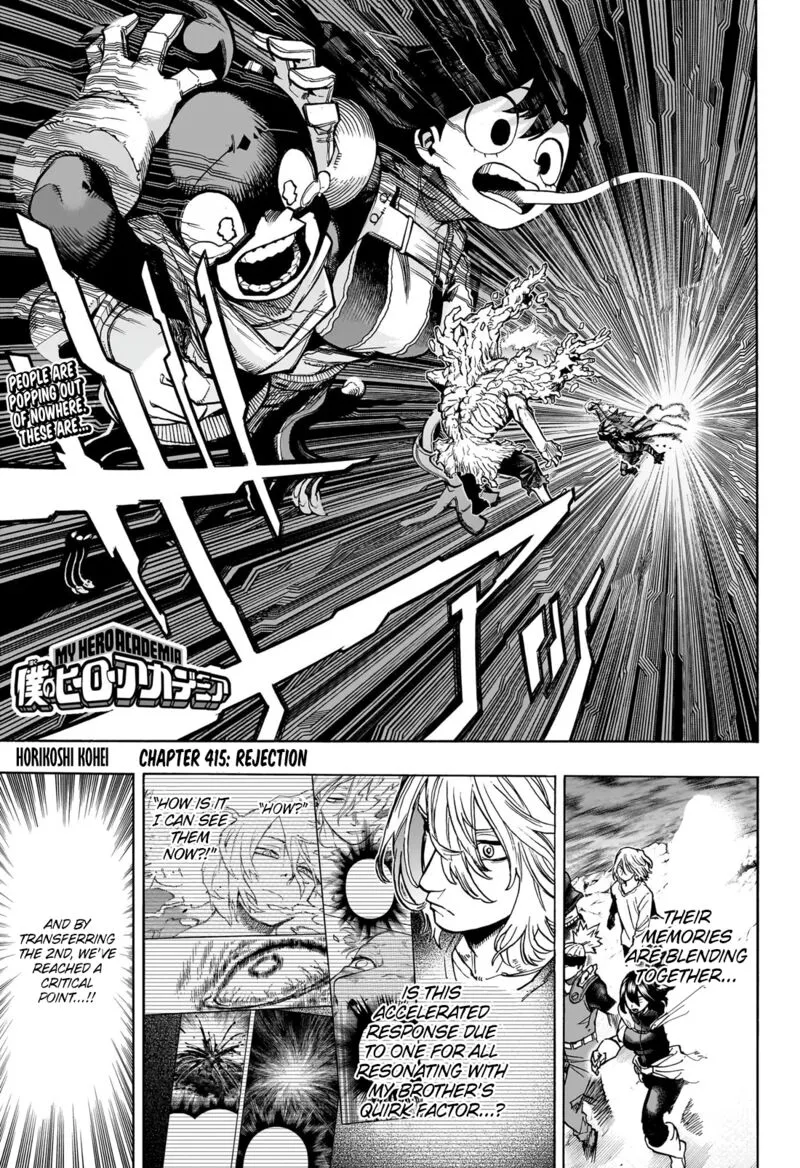 PEOPLE ARE
POPPING OUT
OF NOWHERE.
THESE ARE...
MY HERO ACADEMIA
僕のヒーローアカデミア
HORIKOSHI KOHEI
CHAPTER 415: REJECTION
THEIR
MEMORIES
ARE BLENDING
TOGETHER...
IS THIS
ACCELERATED
RESPONSE DUE
TO ONE FOR ALL
RESONATING WITH
MY BROTHER'S
QUIRK FACTOR...?
"HOW?"
"HOW IS IT
I CAN SEE
THEM
NOW?!"
AND BY
TRANSFERRING
THE 2ND, WE'VE
REACHED A
CRITICAL
POINT...!!